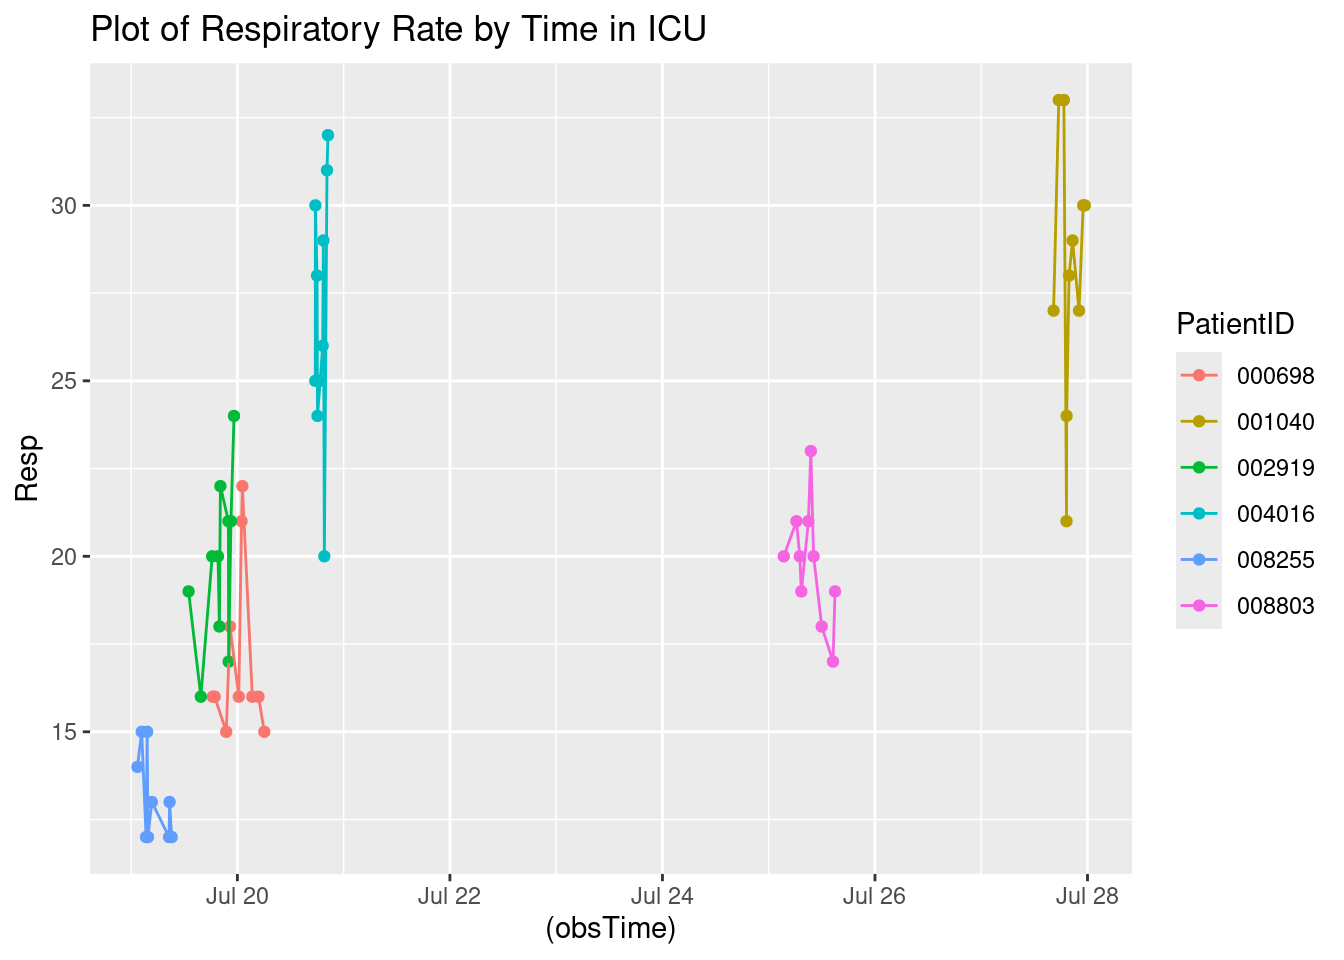 Plot of Respiratory Rate by Time in ICU
Resp
30
25
20
15
Jul 20
Jul 22
Jul 24
Jul 26
Jul 28
(obsTime)
PatientID
000698
001040
002919
004016
008255
008803